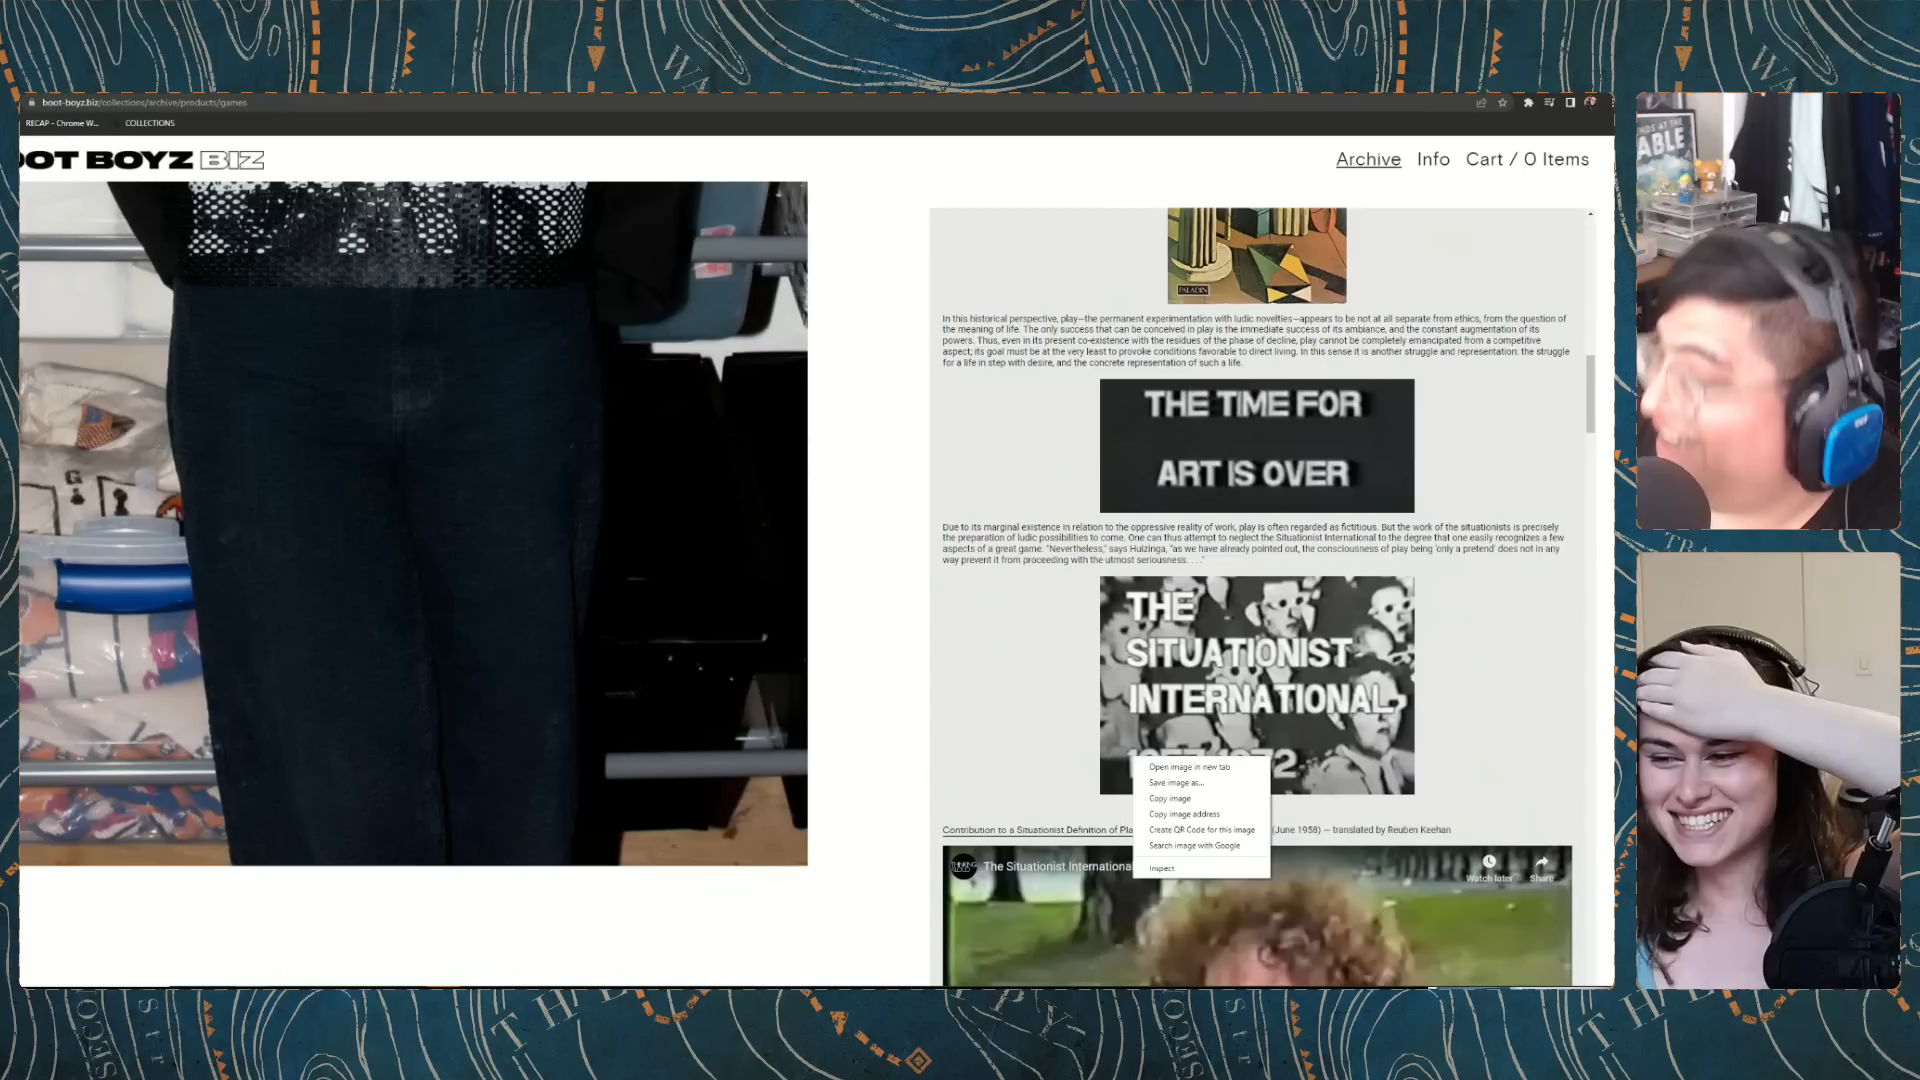 boot-boyz.biz/collections/archive/products/games
RECAP - Chrome W...
COLLECTIONS
OOT BOYZ BIZ
Archive
Info
Cart / 0 Items
ABLE
PALADIN
In this historical perspective, play—the permanent experimentation with ludic novelties—appears to be not at all separate from ethics, from the question of
the meaning of life. The only success that can be conceived in play is the immediate success of its ambiance, and the constant augmentation of its
powers. Thus, even in its present co-existence with the residues of the phase of decline, play cannot be completely emancipated from a competitive
aspect; its goal must be at the very least to provoke conditions favorable to direct living. In this sense it is another struggle and representation: the struggle
for a life in step with desire, and the concrete representation of such a life.
THE TIME FOR
ART IS OVER
Due to its marginal existence in relation to the oppressive reality of work, play is often regarded as fictitious. But the work of the situationists is precisely
the preparation of ludic possibilities to come. One can thus attempt to neglect the Situationist International to the degree that one easily recognizes a few
aspects of a great game. "Nevertheless," says Huizinga, "as we have already pointed out, the consciousness of play being 'only a pretend' does not in any
way prevent it from proceeding with the utmost seriousness. . . ."
THE
SITUATIONIST
INTERNATIONAL
Open image in new tab
Save image as...
Copy image
Copy image address
Create QR Code for this image
Search image with Google
Inspect
Contribution to a Situationist Definition of Pla
(June 1958) — translated by Reuben Keehan
The Situationist Internationa
Watch later
Share